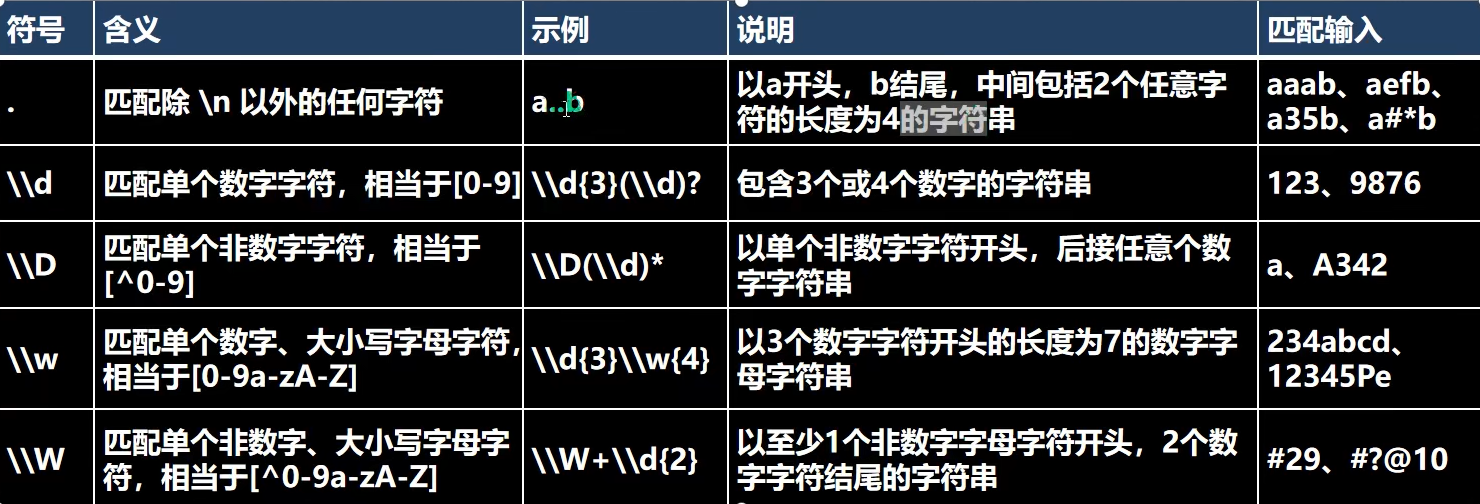 符号 含义 示例 说明 匹配输入
. 匹配除 \n 以外的任何字符 a..b 以a开头，b结尾，中间包括2个任意字 aaab、aefb、
符的长度为4的字符串 a35b、a#*b
\\d 匹配单个数字字符，相当于[0-9] \\d{3}(\\d)? 包含3个或4个数字的字符串 123、9876
\\D 匹配单个非数字字符，相当于 \\D(\\d)* 以单个非数字字符开头，后接任意个数 a、A342
[^0-9] 字字符串
\\w 匹配单个数字、大小写字母字符， \\d{3}\\w{4} 以3个数字字符开头的长度为7的数字字 234abcd、
相当于[0-9a-zA-Z] 母字符串 12345Pe
\\W 匹配单个非数字、大小写字母字 \\W+\\d{2} 以至少1个非数字字母字符开头，2个数 #29、#?@10
符，相当于[^0-9a-zA-Z] 字字符结尾的字符串